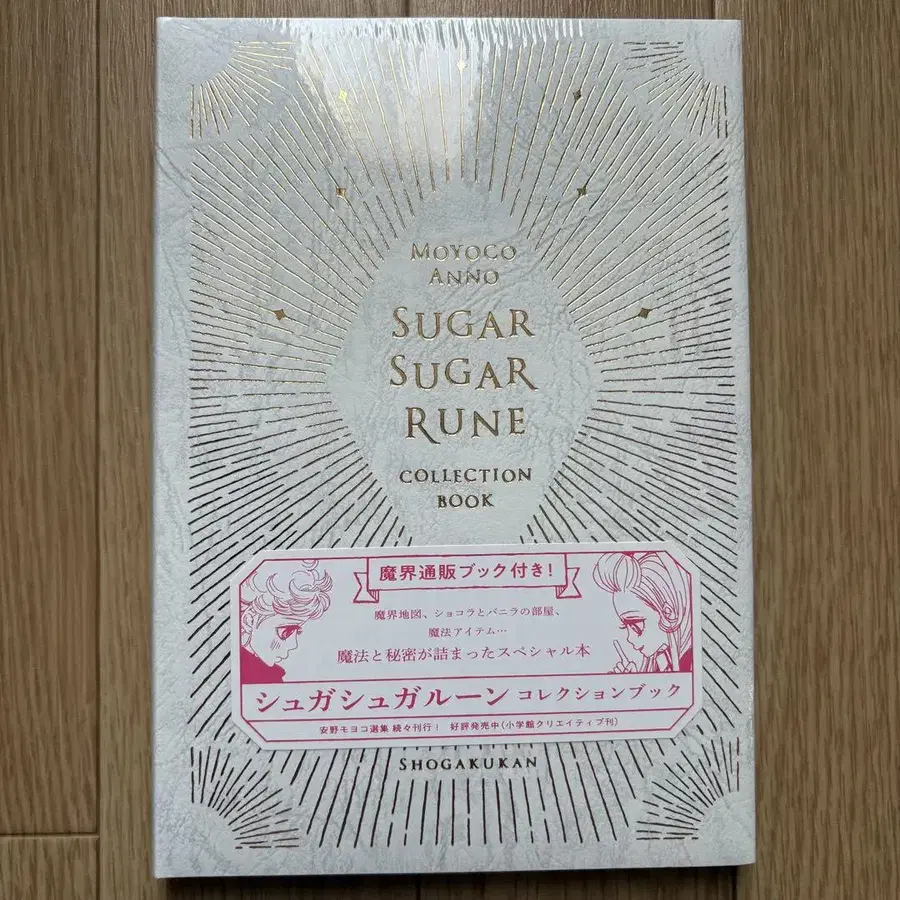 MOYOCO
ANNO
SUGAR
SUGAR
RUNE
COLLECTION
BOOK
魔界通販ブック付き!
魔界地図、ショコラとバニラの部屋、
魔法アイテム…
魔法と秘密が詰まったスペシャル本
シュガシュガルーン コレクションブック
安野モヨコ選集 続々刊行! 好評発売中(小学館クリエイティブ刊)
SHOGAKUKAN